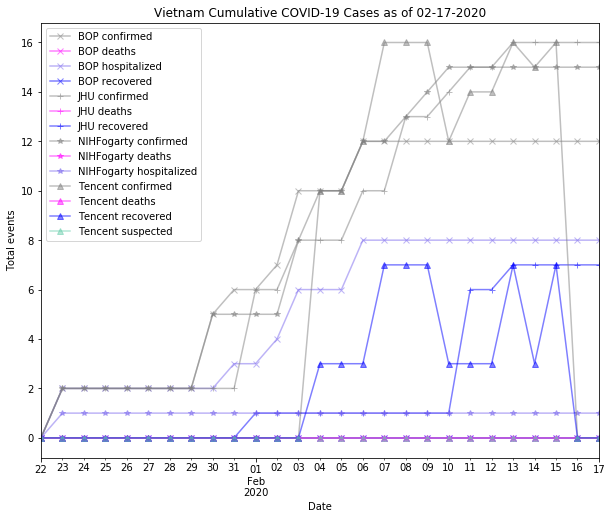 Vietnam Cumulative COVID-19 Cases as of 02-17-2020
BOP confirmed
BOP deaths
BOP hospitalized
BOP recovered
JHU confirmed
JHU deaths
JHU recovered
NIHFogarty confirmed
NIHFogarty deaths
NIHFogarty hospitalized
Tencent confirmed
Tencent deaths
Tencent recovered
Tencent suspected
Total events
16
14
12
10
8
6
4
2
0
22 23 24 25 26 27 28 29 30 31 01 02 03 04 05 06 07 08 09 10 11 12 13 14 15 16 17
Feb
2020
Date